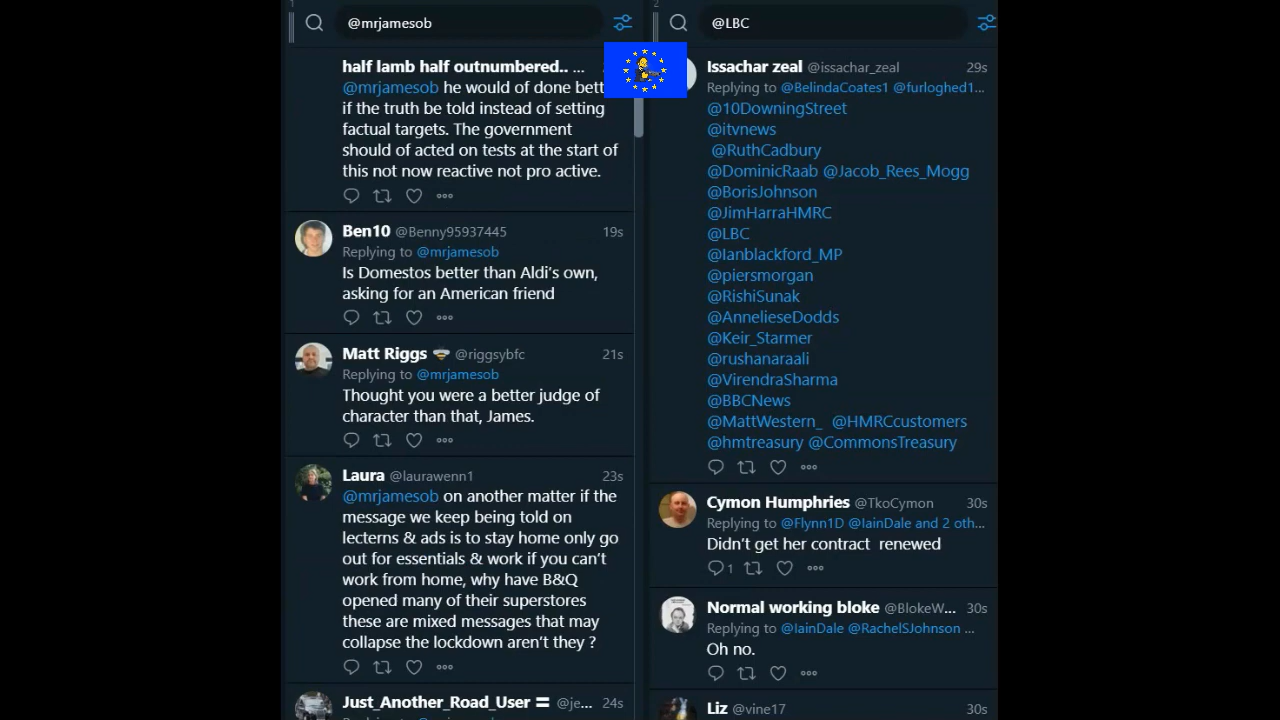 1
@mrjamesob
half lamb half outnumbered.. ...
@mrjamesob he would of done bett
if the truth be told instead of setting
factual targets. The government
should of acted on tests at the start of
this not now reactive not pro active.
Ben10 @Benny95937445 19s
Replying to @mrjamesob
Is Domestos better than Aldi's own,
asking for an American friend
Matt Riggs @riggsybfc 21s
Replying to @mrjamesob
Thought you were a better judge of
character than that, James.
Laura @laurawenn1 23s
@mrjamesob on another matter if the
message we keep being told on
lecterns & ads is to stay home only go
out for essentials & work if you can't
work from home, why have B&Q
opened many of their superstores
these are mixed messages that may
collapse the lockdown aren't they ?
Just_Another_Road_User @je... 24s
2
@LBC
Issachar zeal @issachar_zeal 29s
Replying to @BelindaCoates1 @furloghed1...
@10DowningStreet
@itvnews
@RuthCadbury
@DominicRaab @Jacob_Rees_Mogg
@BorisJohnson
@JimHarraHMRC
@LBC
@Ianblackford_MP
@piersmorgan
@RishiSunak
@AnnelieseDodds
@Keir_Starmer
@rushanaraali
@VirendraSharma
@BBCNews
@MattWestern_ @HMRCcustomers
@hmtreasury @CommonsTreasury
Cymon Humphries @TkoCymon 30s
Replying to @Flynn1D @IainDale and 2 oth...
Didn't get her contract renewed
1
Normal working bloke @BlokeW... 30s
Replying to @IainDale @RachelSJohnson ...
Oh no.
Liz @vine17 30s